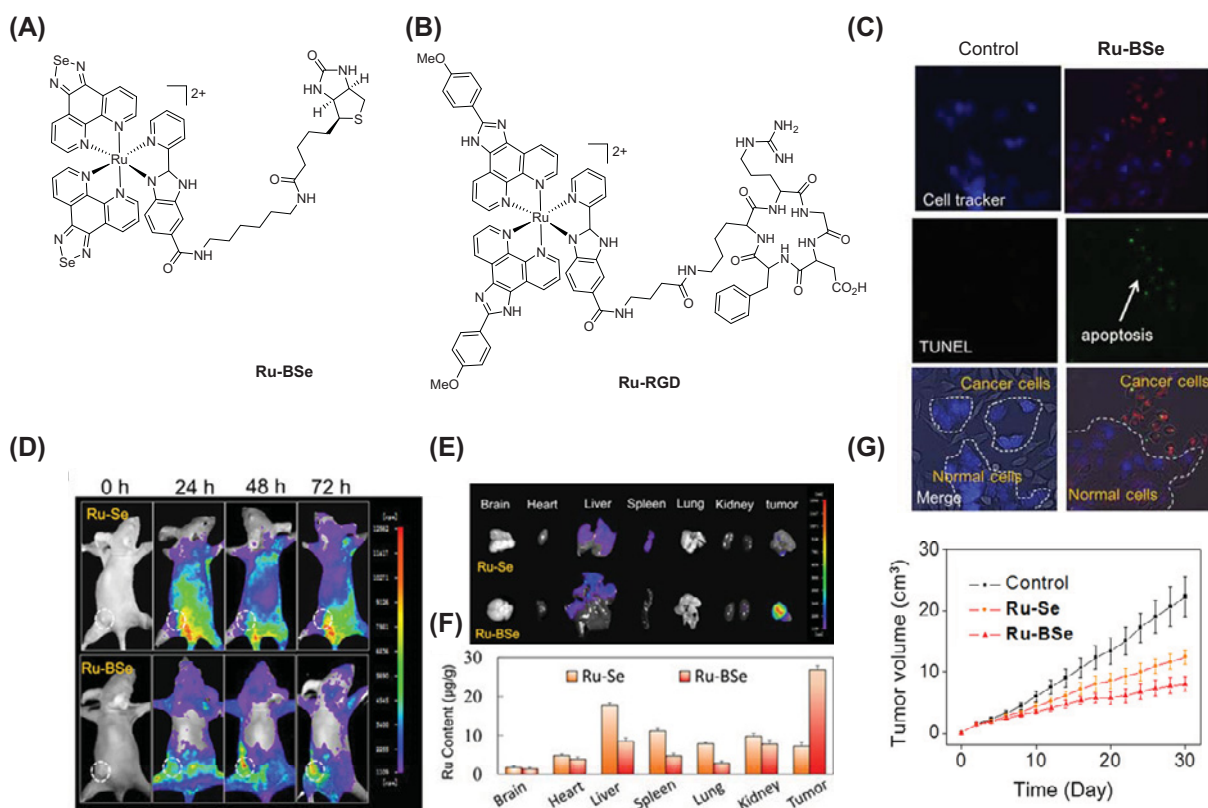 (A)
Se
N
N
N
N
N
N
N
N
Se
Ru
2+
N
N
NH
O
N
H
NH
O
O
HN
NH
H
H
S
Ru-BSe
(B)
MeO
N
HN
N
N
N
N
N
NH
MeO
Ru
2+
N
N
NH
O
N
H
O
N
H
O
NH
HN
NH2
NH
O
NH
O
HN
O
NH
O
HN
O
CO2H
Ru-RGD
(C)
Control
Ru-BSe
Cell tracker
TUNEL
apoptosis
Cancer cells
Normal cells
Merge
Cancer cells
Normal cells
(D)
0 h 24 h 48 h 72 h
Ru-Se
Ru-BSe
(E)
Brain Heart Liver Spleen Lung Kidney tumor
Ru-Se
Ru-BSe
(F)
Ru Content (µg/g)
30
20
10
0
Ru-Se Ru-BSe
Brain Heart Liver Spleen Lung Kidney Tumor
(G)
Tumor volume (cm³)
30
20
10
0
Control
Ru-Se
Ru-BSe
0 10 20 30
Time (Day)